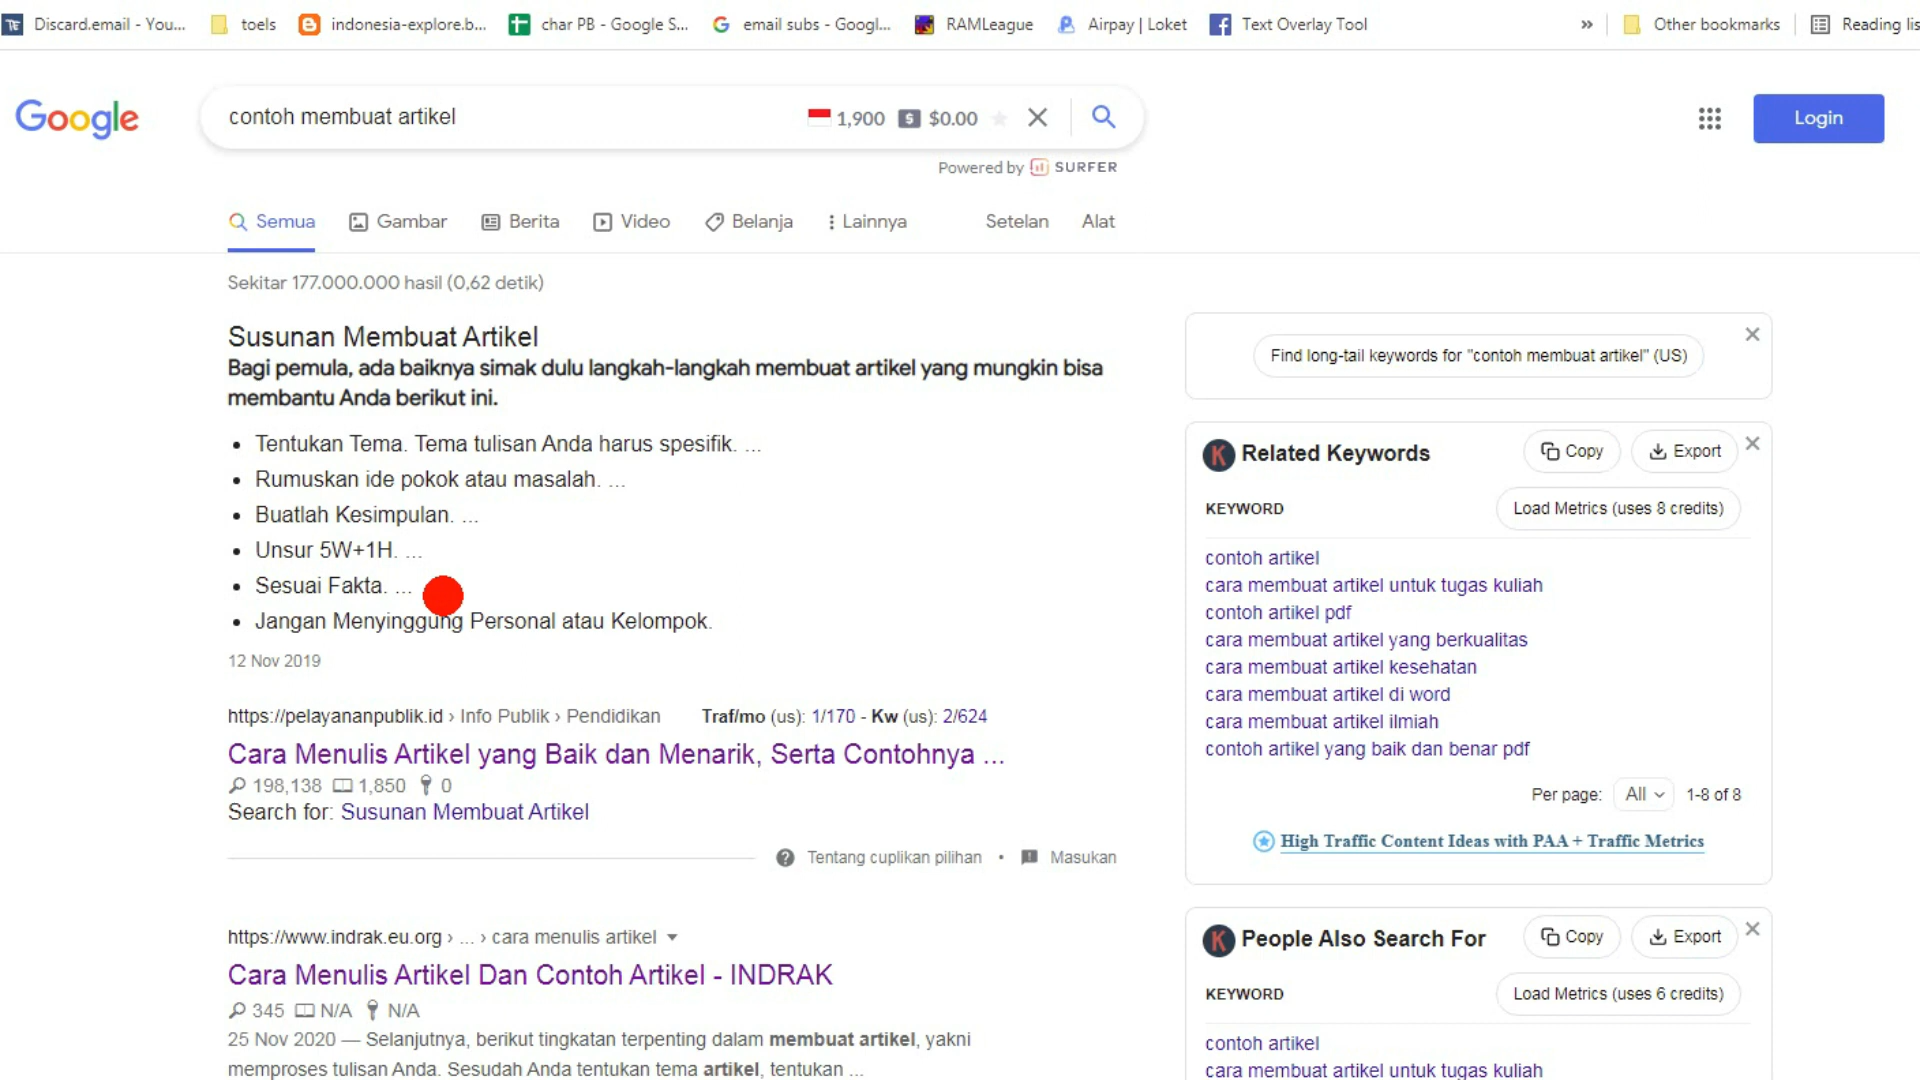 Discard.email - You... toels indonesia-explore.b... char PB - Google S... email subs - Googl... RAMLeague Airpay | Loket Text Overlay Tool » Other bookmarks Reading lis
Google contoh membuat artikel 1,900 $ $0.00 Login
Powered by SURFER
Semua Gambar Berita Video Belanja Lainnya Setelan Alat
Sekitar 177.000.000 hasil (0,62 detik)
Susunan Membuat Artikel
Bagi pemula, ada baiknya simak dulu langkah-langkah membuat artikel yang mungkin bisa
membantu Anda berikut ini.
• Tentukan Tema. Tema tulisan Anda harus spesifik. ...
• Rumuskan ide pokok atau masalah. ...
• Buatlah Kesimpulan. ...
• Unsur 5W+1H. ...
• Sesuai Fakta. ...
• Jangan Menyinggung Personal atau Kelompok.
12 Nov 2019
https://pelayananpublik.id › Info Publik › Pendidikan Traf/mo (us): 1/170 - Kw (us): 2/624
Cara Menulis Artikel yang Baik dan Menarik, Serta Contohnya ...
198,138 1,850 0
Search for: Susunan Membuat Artikel
Tentang cuplikan pilihan • Masukan
https://www.indrak.eu.org › ... › cara menulis artikel
Cara Menulis Artikel Dan Contoh Artikel - INDRAK
345 N/A N/A
25 Nov 2020 — Selanjutnya, berikut tingkatan terpenting dalam membuat artikel, yakni
memproses tulisan Anda. Sesudah Anda tentukan tema artikel, tentukan ...
Find long-tail keywords for "contoh membuat artikel" (US)
K Related Keywords Copy Export
KEYWORD Load Metrics (uses 8 credits)
contoh artikel
cara membuat artikel untuk tugas kuliah
contoh artikel pdf
cara membuat artikel yang berkualitas
cara membuat artikel kesehatan
cara membuat artikel di word
cara membuat artikel ilmiah
contoh artikel yang baik dan benar pdf
Per page: All 1-8 of 8
High Traffic Content Ideas with PAA + Traffic Metrics
K People Also Search For Copy Export
KEYWORD Load Metrics (uses 6 credits)
contoh artikel
cara membuat artikel untuk tugas kuliah